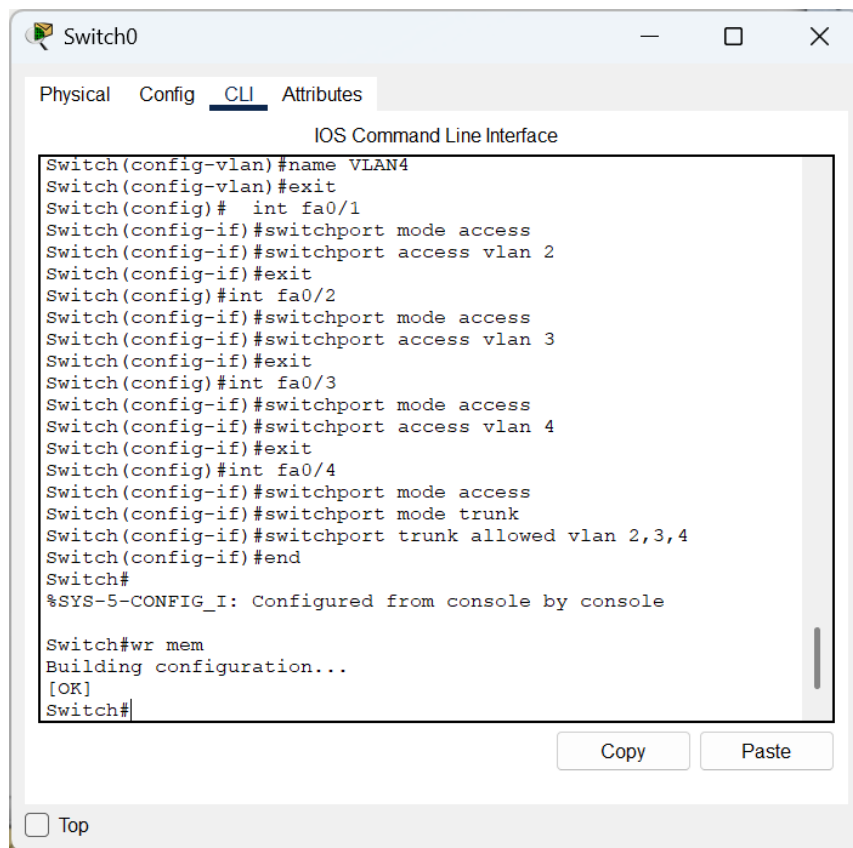 Switch0
Physical Config CLI Attributes
IOS Command Line Interface
Switch(config-vlan)#name VLAN4
Switch(config-vlan)#exit
Switch(config)#  int fa0/1
Switch(config-if)#switchport mode access
Switch(config-if)#switchport access vlan 2
Switch(config-if)#exit
Switch(config)#int fa0/2
Switch(config-if)#switchport mode access
Switch(config-if)#switchport access vlan 3
Switch(config-if)#exit
Switch(config)#int fa0/3
Switch(config-if)#switchport mode access
Switch(config-if)#switchport access vlan 4
Switch(config-if)#exit
Switch(config)#int fa0/4
Switch(config-if)#switchport mode access
Switch(config-if)#switchport mode trunk
Switch(config-if)#switchport trunk allowed vlan 2,3,4
Switch(config-if)#end
Switch#
%SYS-5-CONFIG_I: Configured from console by console
Switch#wr mem
Building configuration...
[OK]
Switch#
Copy Paste
Top